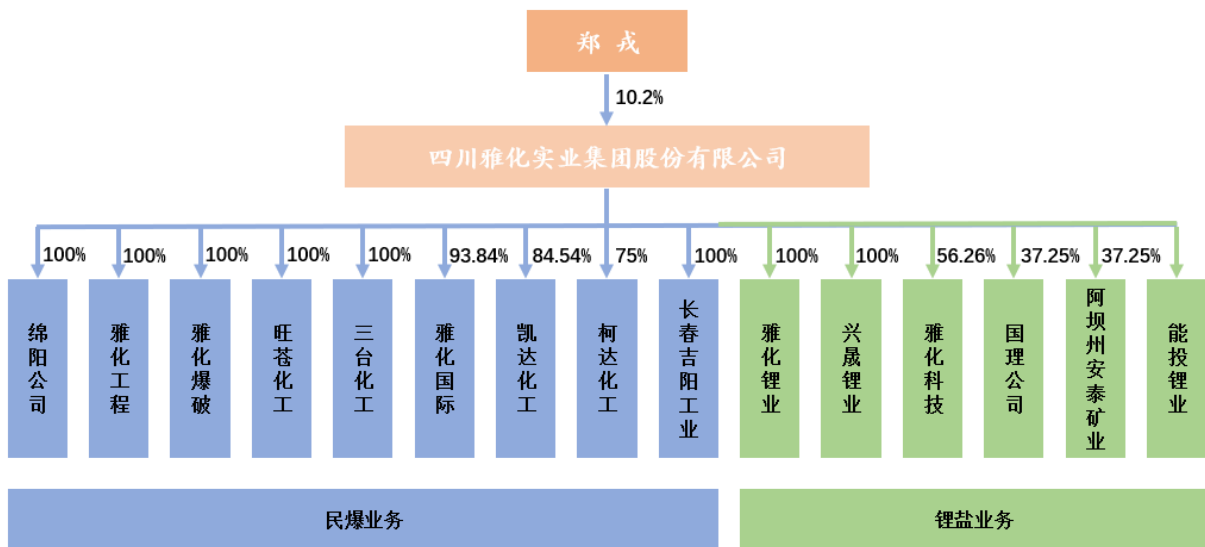 郑 戎
10.2%
四川雅化实业集团股份有限公司
100%
100%
100%
100%
100%
93.84%
84.54%
75%
100%
100%
100%
56.26%
37.25%
37.25%
绵阳公司
雅化工程
雅化爆破
旺苍化工
三台化工
雅化国际
凯达化工
柯达化工
长春吉阳工业
雅化锂业
兴晟锂业
雅化科技
国理公司
阿坝州安泰矿业
能投锂业
民爆业务
锂盐业务